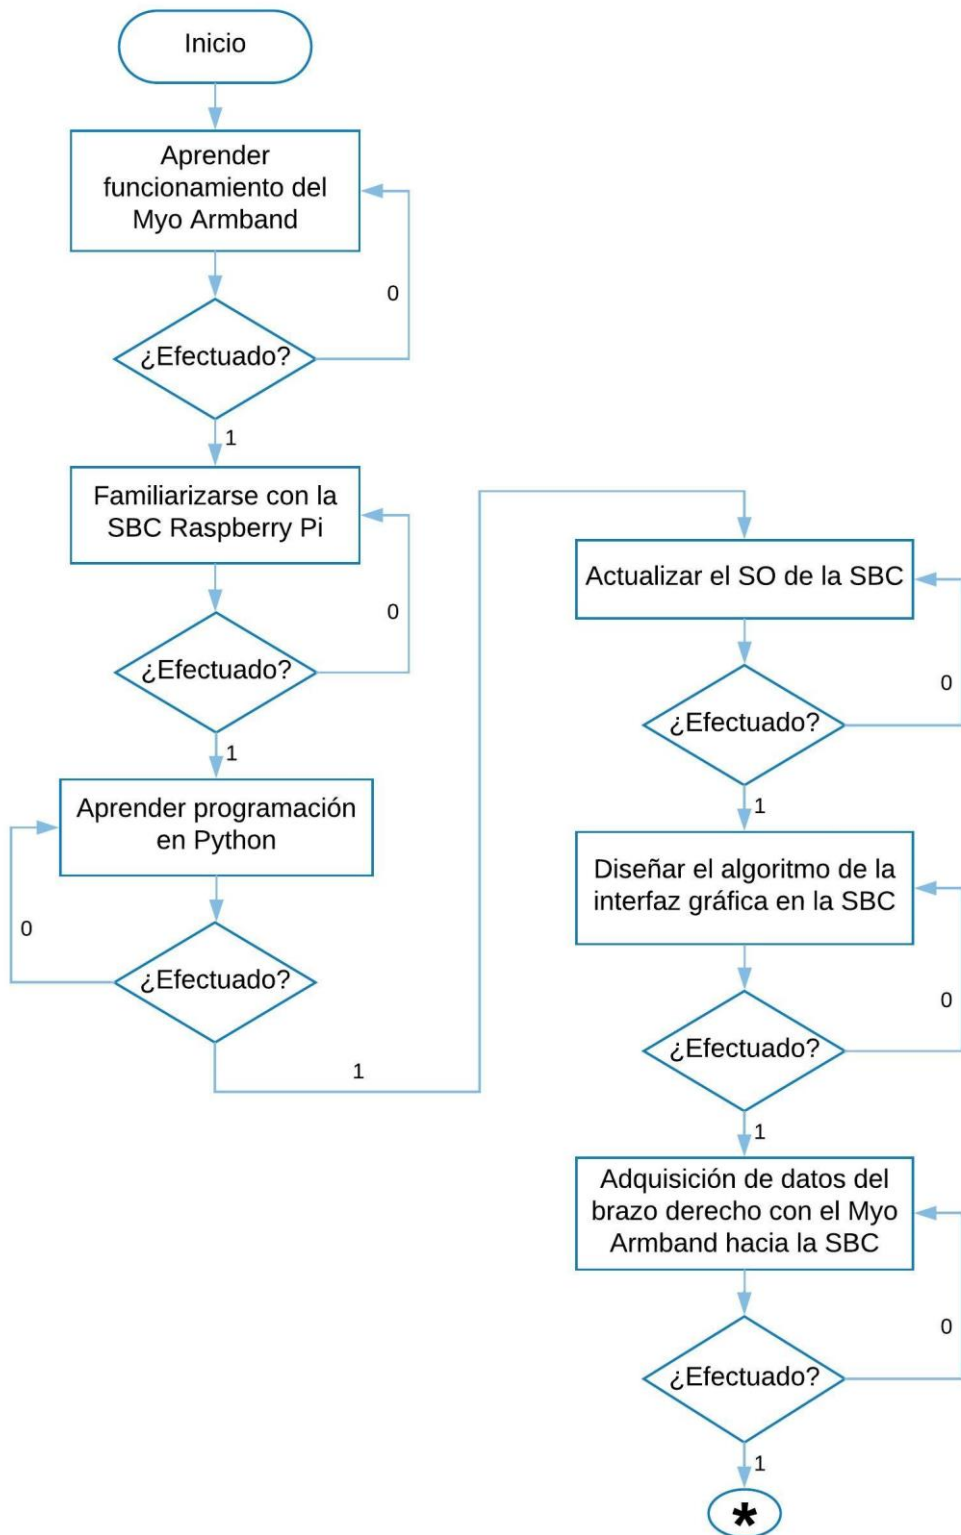 Inicio
Aprender
funcionamiento del
Myo Armband
0
¿Efectuado?
1
Familiarizarse con la
SBC Raspberry Pi
0
¿Efectuado?
1
Aprender programación
en Python
0
¿Efectuado?
1
Actualizar el SO de la SBC
0
¿Efectuado?
1
Diseñar el algoritmo de la
interfaz gráfica en la SBC
0
¿Efectuado?
1
Adquisición de datos del
brazo derecho con el Myo
Armband hacia la SBC
0
¿Efectuado?
1
*